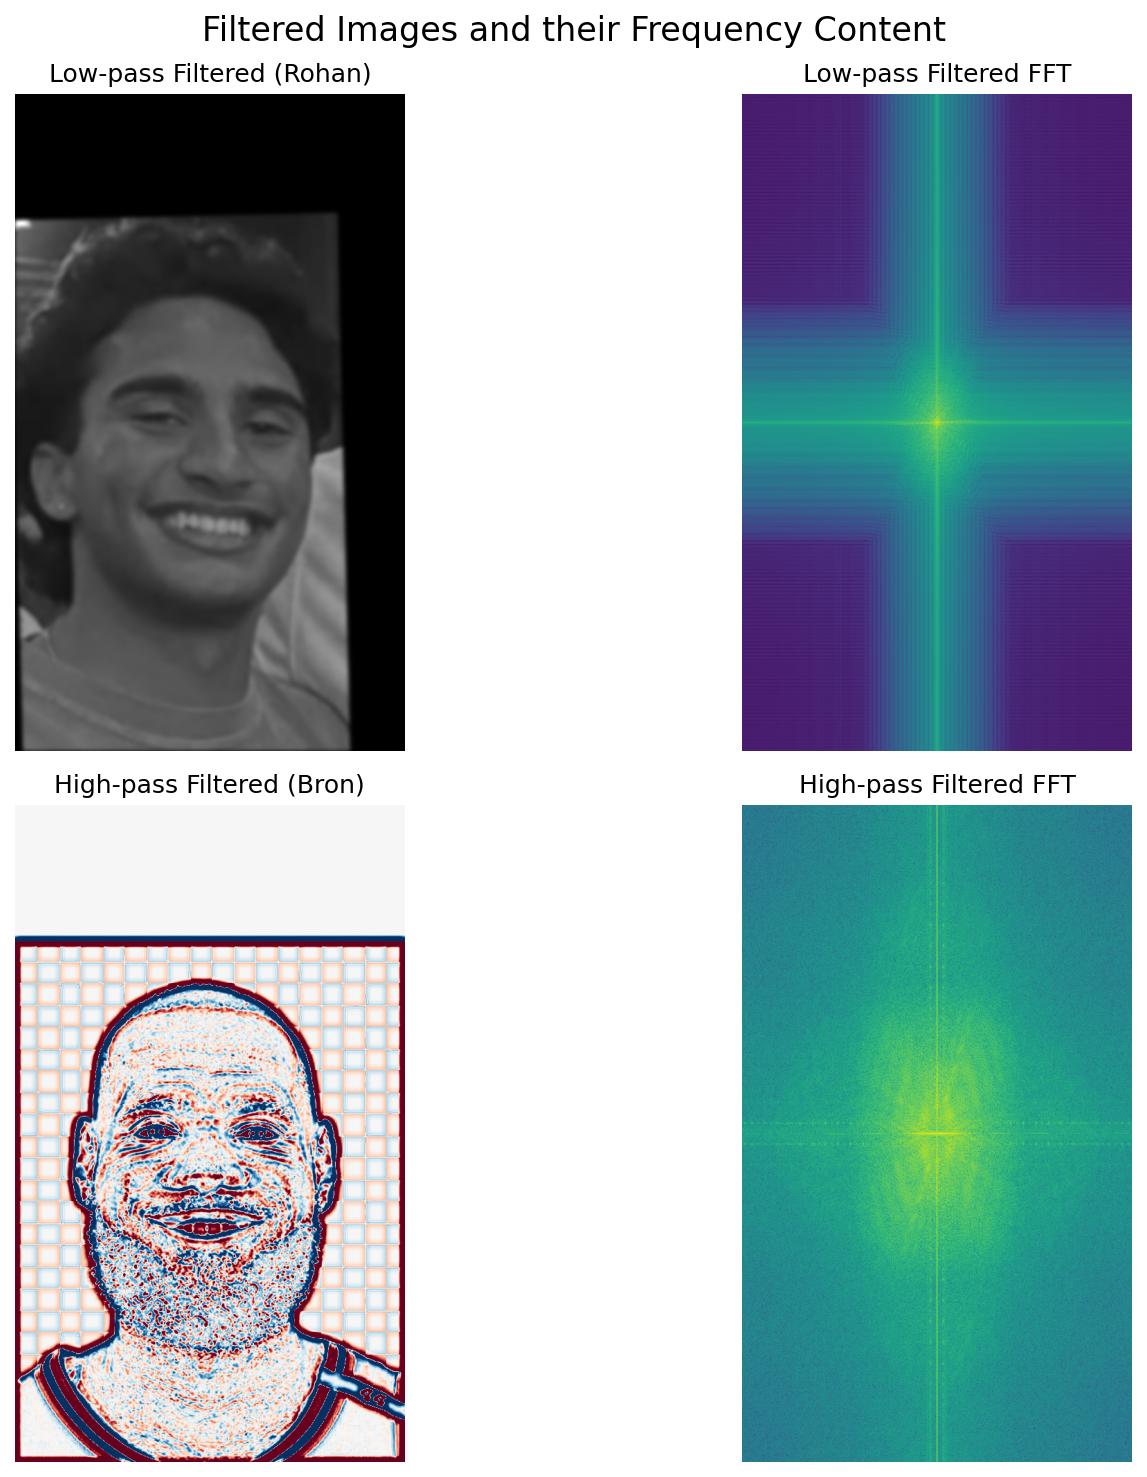 Filtered Images and their Frequency Content
Low-pass Filtered (Rohan)
Low-pass Filtered FFT
High-pass Filtered (Bron)
High-pass Filtered FFT